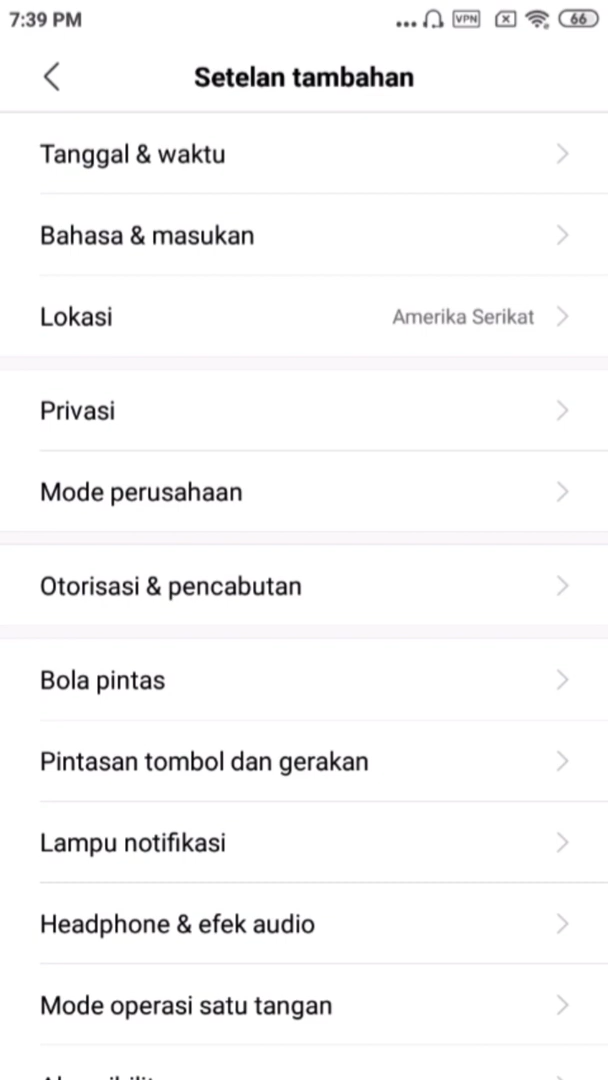 7:39 PM
VPN
66
Setelan tambahan
Tanggal & waktu
Bahasa & masukan
Lokasi
Amerika Serikat
Privasi
Mode perusahaan
Otorisasi & pencabutan
Bola pintas
Pintasan tombol dan gerakan
Lampu notifikasi
Headphone & efek audio
Mode operasi satu tangan